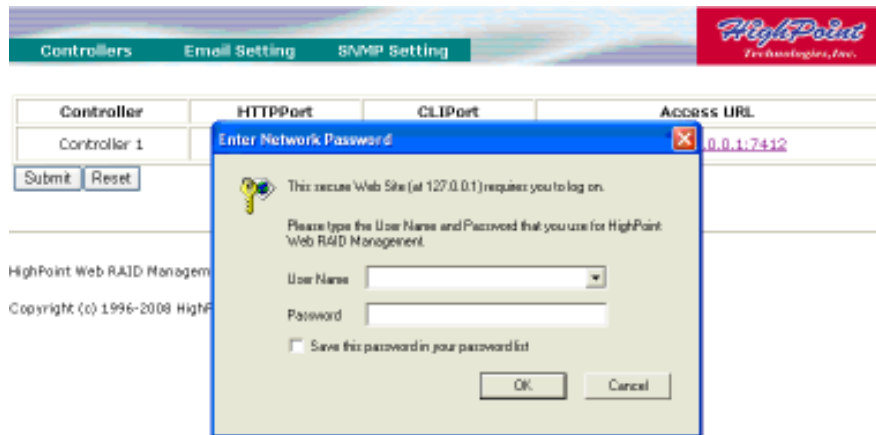 HighPoint
Technologies, Inc.
Controllers Email Setting SNMP Setting
Controller HTTPPort CLIPort Access URL
Controller 1 .0.0.1:7412
Submit Reset
Enter Network Password
This secure Web Site (at 127.0.0.1) requires you to log on.
Please type the User Name and Password that you use for HighPoint
Web RAID Management.
User Name
Password
Save this password in your password list
OK Cancel
HighPoint Web RAID Managem
Copyright (c) 1996-2008 HighP